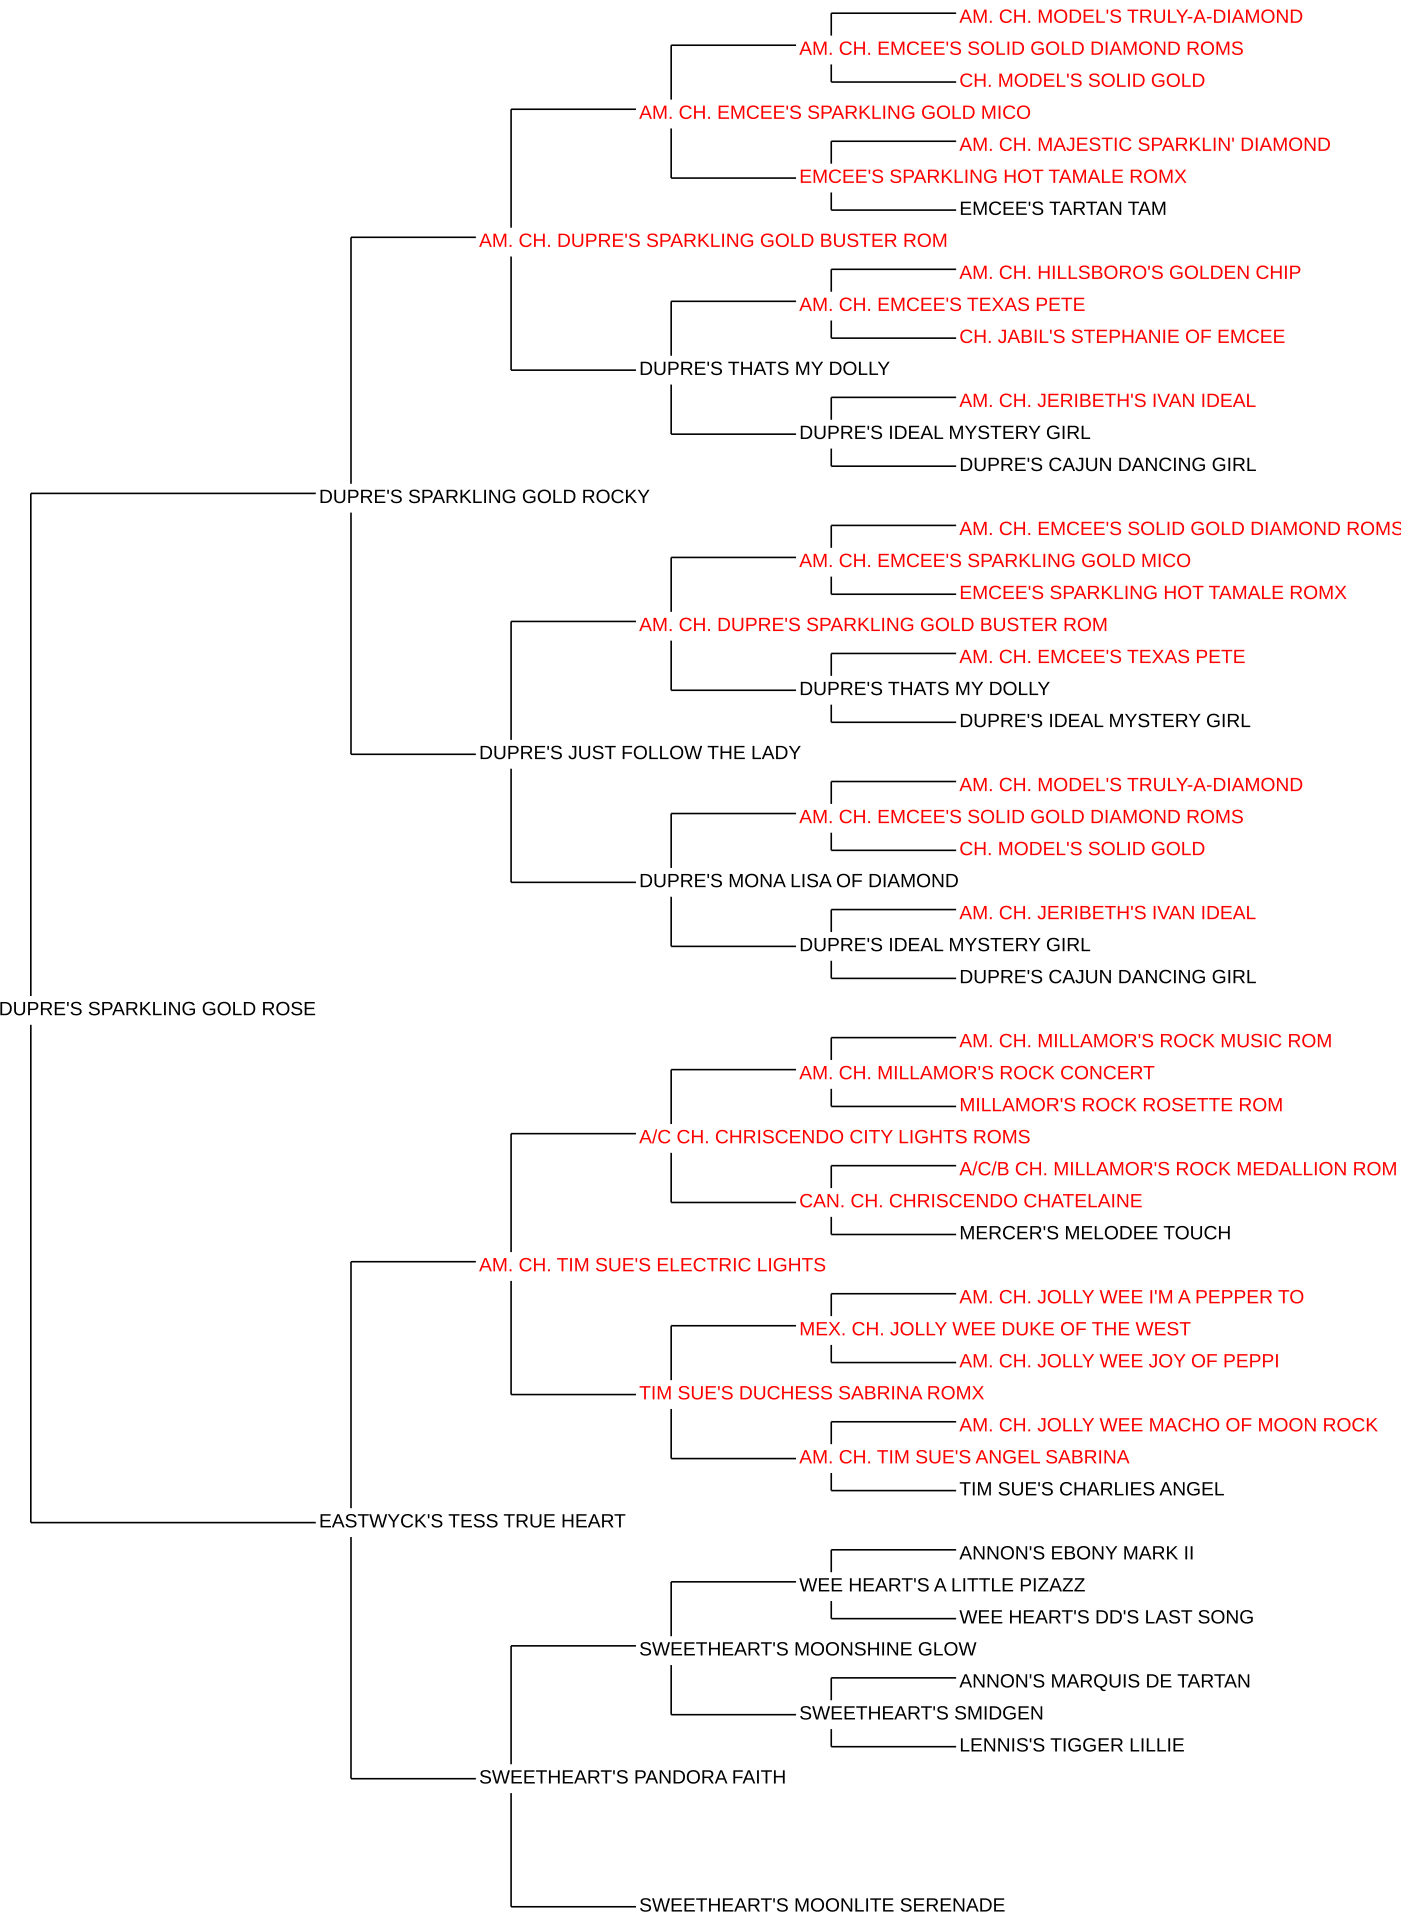 AM. CH. MODEL'S TRULY-A-DIAMOND
AM. CH. EMCEE'S SOLID GOLD DIAMOND ROMS
CH. MODEL'S SOLID GOLD
AM. CH. EMCEE'S SPARKLING GOLD MICO
AM. CH. MAJESTIC SPARKLIN' DIAMOND
EMCEE'S SPARKLING HOT TAMALE ROMX
EMCEE'S TARTAN TAM
AM. CH. DUPRE'S SPARKLING GOLD BUSTER ROM
AM. CH. HILLSBORO'S GOLDEN CHIP
AM. CH. EMCEE'S TEXAS PETE
CH. JABIL'S STEPHANIE OF EMCEE
DUPRE'S THATS MY DOLLY
AM. CH. JERIBETH'S IVAN IDEAL
DUPRE'S IDEAL MYSTERY GIRL
DUPRE'S CAJUN DANCING GIRL
DUPRE'S SPARKLING GOLD ROCKY
AM. CH. EMCEE'S SOLID GOLD DIAMOND ROMS
AM. CH. EMCEE'S SPARKLING GOLD MICO
EMCEE'S SPARKLING HOT TAMALE ROMX
AM. CH. DUPRE'S SPARKLING GOLD BUSTER ROM
AM. CH. EMCEE'S TEXAS PETE
DUPRE'S THATS MY DOLLY
DUPRE'S IDEAL MYSTERY GIRL
DUPRE'S JUST FOLLOW THE LADY
AM. CH. MODEL'S TRULY-A-DIAMOND
AM. CH. EMCEE'S SOLID GOLD DIAMOND ROMS
CH. MODEL'S SOLID GOLD
DUPRE'S MONA LISA OF DIAMOND
AM. CH. JERIBETH'S IVAN IDEAL
DUPRE'S IDEAL MYSTERY GIRL
DUPRE'S CAJUN DANCING GIRL
DUPRE'S SPARKLING GOLD ROSE
AM. CH. MILLAMOR'S ROCK MUSIC ROM
AM. CH. MILLAMOR'S ROCK CONCERT
MILLAMOR'S ROCK ROSETTE ROM
A/C CH. CHRISCENDO CITY LIGHTS ROMS
A/C/B CH. MILLAMOR'S ROCK MEDALLION ROM
CAN. CH. CHRISCENDO CHATELAINE
MERCER'S MELODEE TOUCH
AM. CH. TIM SUE'S ELECTRIC LIGHTS
AM. CH. JOLLY WEE I'M A PEPPER TO
MEX. CH. JOLLY WEE DUKE OF THE WEST
AM. CH. JOLLY WEE JOY OF PEPPI
TIM SUE'S DUCHESS SABRINA ROMX
AM. CH. JOLLY WEE MACHO OF MOON ROCK
AM. CH. TIM SUE'S ANGEL SABRINA
TIM SUE'S CHARLIES ANGEL
EASTWYCK'S TESS TRUE HEART
ANNON'S EBONY MARK II
WEE HEART'S A LITTLE PIZAZZ
WEE HEART'S DD'S LAST SONG
SWEETHEART'S MOONSHINE GLOW
ANNON'S MARQUIS DE TARTAN
SWEETHEART'S SMIDGEN
LENNIS'S TIGGER LILLIE
SWEETHEART'S PANDORA FAITH
SWEETHEART'S MOONLITE SERENADE